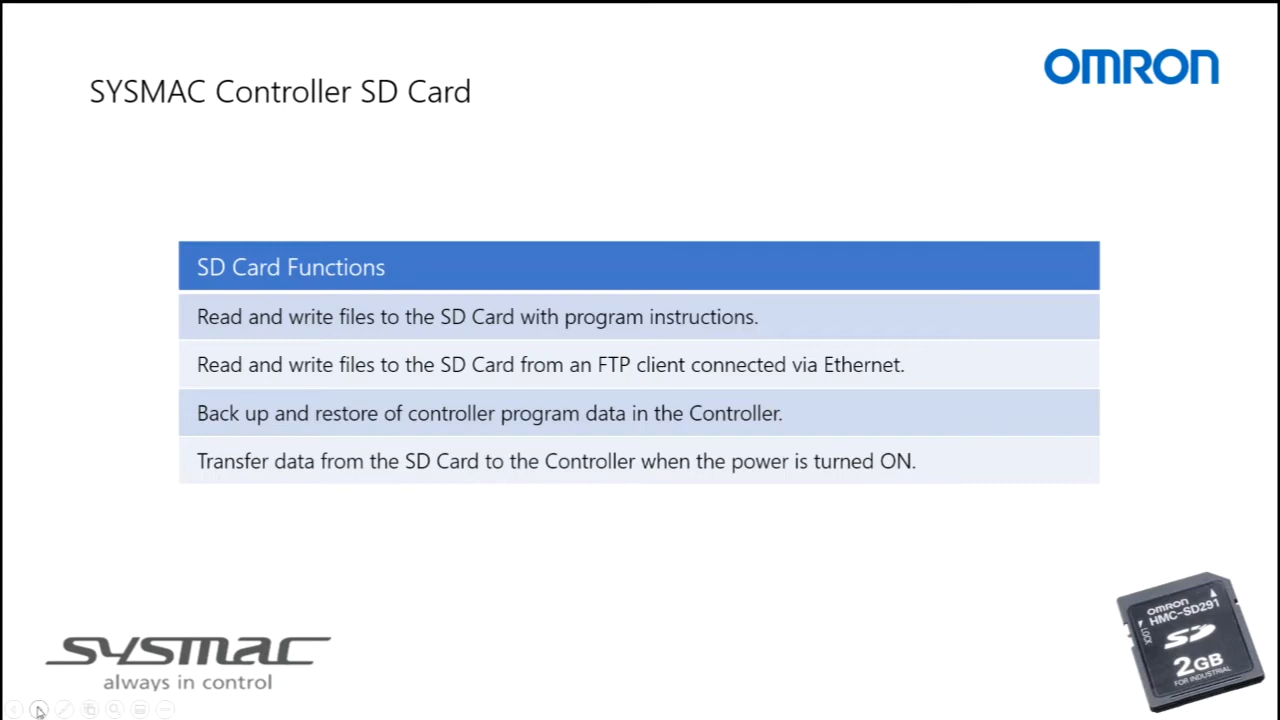 SYSMAC Controller SD Card
OMRON
SD Card Functions
Read and write files to the SD Card with program instructions.
Read and write files to the SD Card from an FTP client connected via Ethernet.
Back up and restore of controller program data in the Controller.
Transfer data from the SD Card to the Controller when the power is turned ON.
sysmac
always in control
OMRON
HMC-SD291
LOCK
SD
2GB
FOR INDUSTRIAL